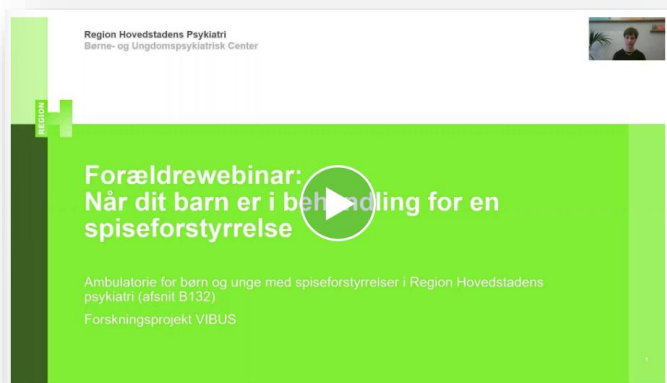 Region Hovedstadens Psykiatri
Børne- og Ungdomspsykiatrisk Center
REGION
Forældrewebinar:
Når dit barn er i behandling for en
spiseforstyrrelse
Ambulatorie for børn og unge med spiseforstyrrelser i Region Hovedstadens
psykiatri (afsnit B132)
Forskningsprojekt VIBUS
1